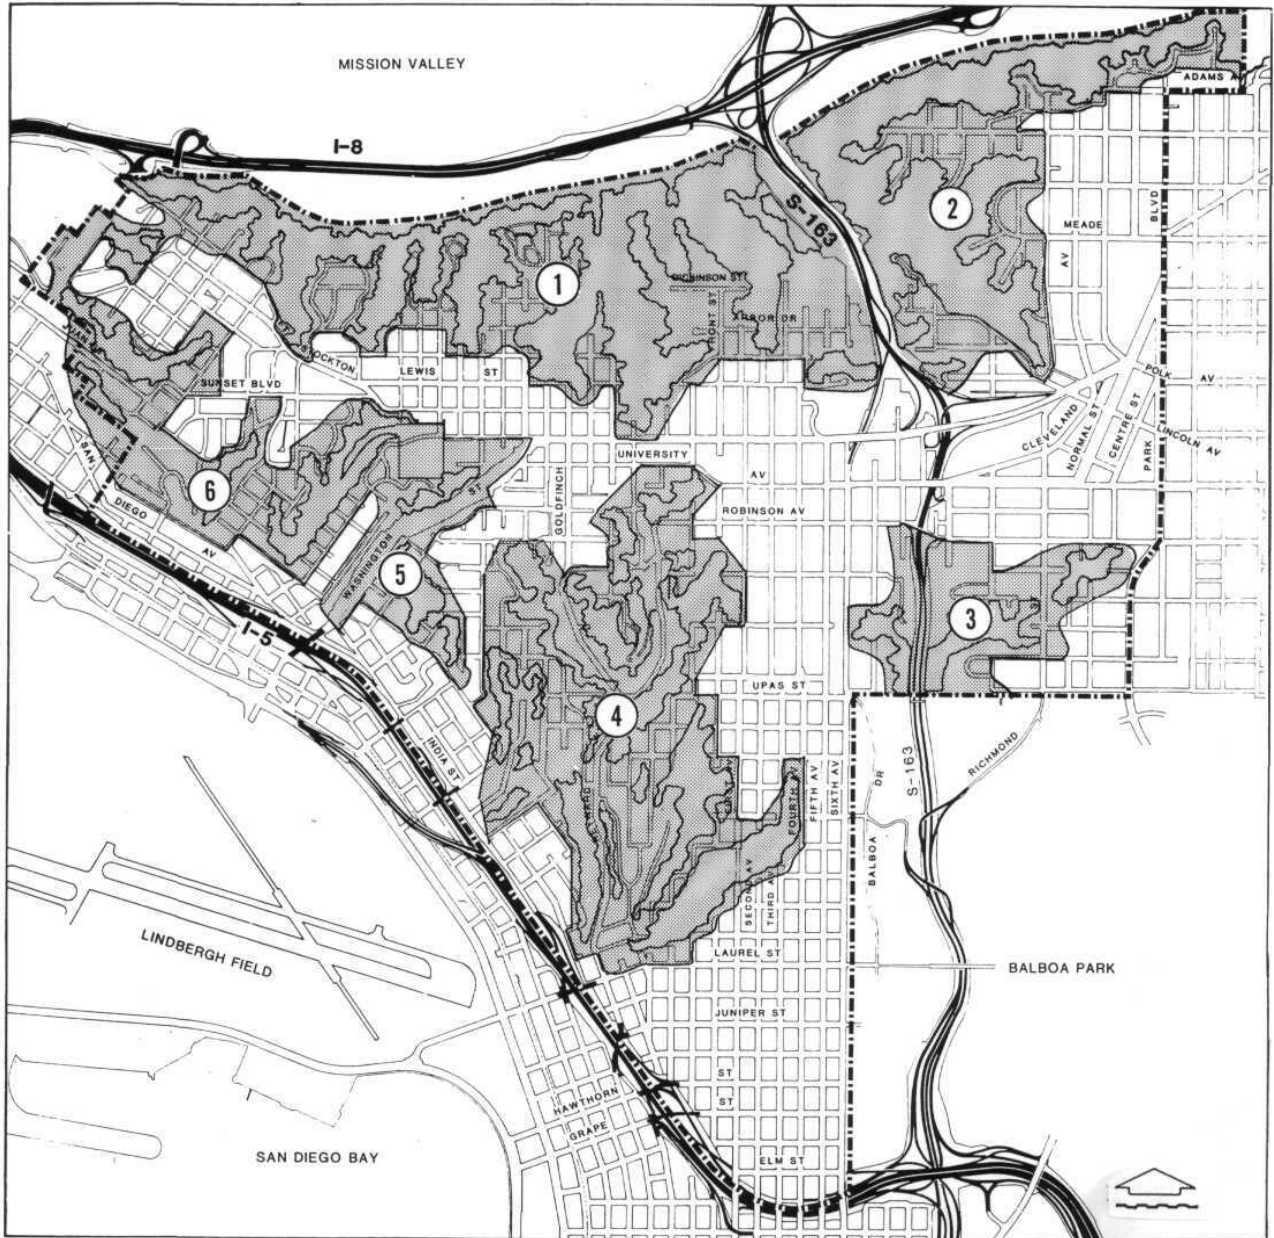 MISSION VALLEY
ADAMS A
I-8
2
S-163
BLVD
MEADE
AV
1
DICKINSON ST
FRONT ST
ARBOR DR
STOCKTON
LEWIS ST
SUNSET BLVD
POLK AV
CLEVELAND
NORMAL ST
CENTRE ST
PARK
LINCOLN AV
SAN
DIEGO
AV
6
UNIVERSITY AV
GOLDFINCH
ROBINSON AV
WASHINGTON
ST
5
I-5
3
UPAS ST
4
INDIA ST
RICHMOND
S-163
FOURTH AV
FIFTH AV
SIXTH AV
BALBOA DR
SECOND AV
THIRD A
LAUREL ST
LINDBERGH FIELD
BALBOA PARK
JUNIPER ST
HAWTHORN ST
GRAPE ST
SAN DIEGO BAY
ELM ST